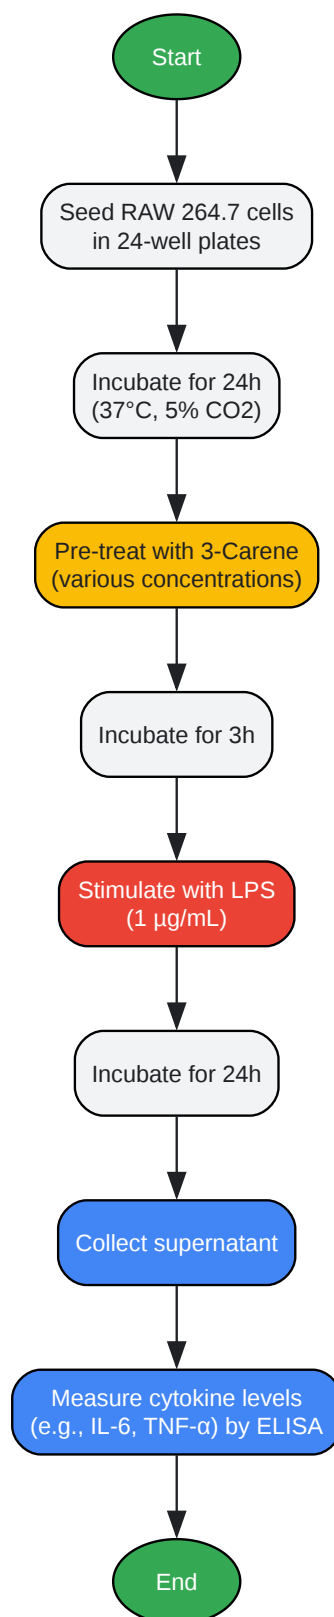 Start
Seed RAW 264.7 cells
in 24-well plates
Incubate for 24h
(37°C, 5% CO2)
Pre-treat with 3-Carene
(various concentrations)
Incubate for 3h
Stimulate with LPS
(1 µg/mL)
Incubate for 24h
Collect supernatant
Measure cytokine levels
(e.g., IL-6, TNF-α) by ELISA
End